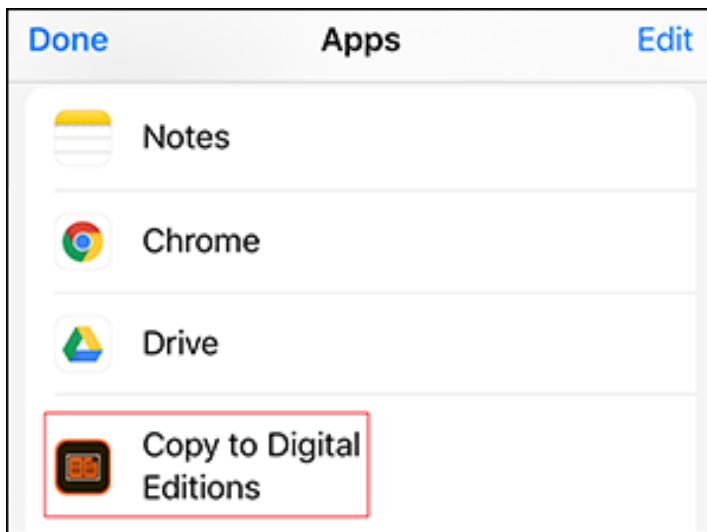 Done Apps Edit
Notes
Chrome
Drive
Copy to Digital
Editions